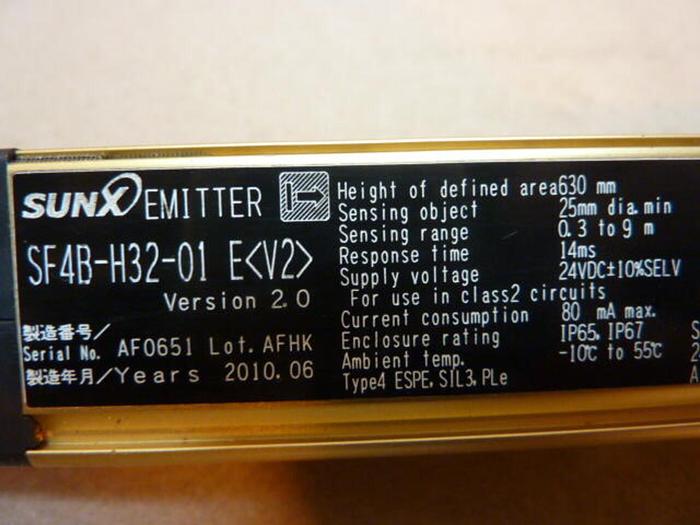 SUNX EMITTER
SF4B-H32-01 E<V2>
Version 2.0
製造番号/
Serial No. AF0651 Lot. AFHK
製造年月/Years 2010.06
Height of defined area 630 mm
Sensing object 25mm dia. min
Sensing range 0.3 to 9 m
Response time 14ms
Supply voltage 24VDC±10%SELV
For use in class2 circuits
Current consumption 80 mA max.
Enclosure rating IP65, IP67
Ambient temp. -10℃ to 55℃
Type4 ESPE, SIL3, PLe